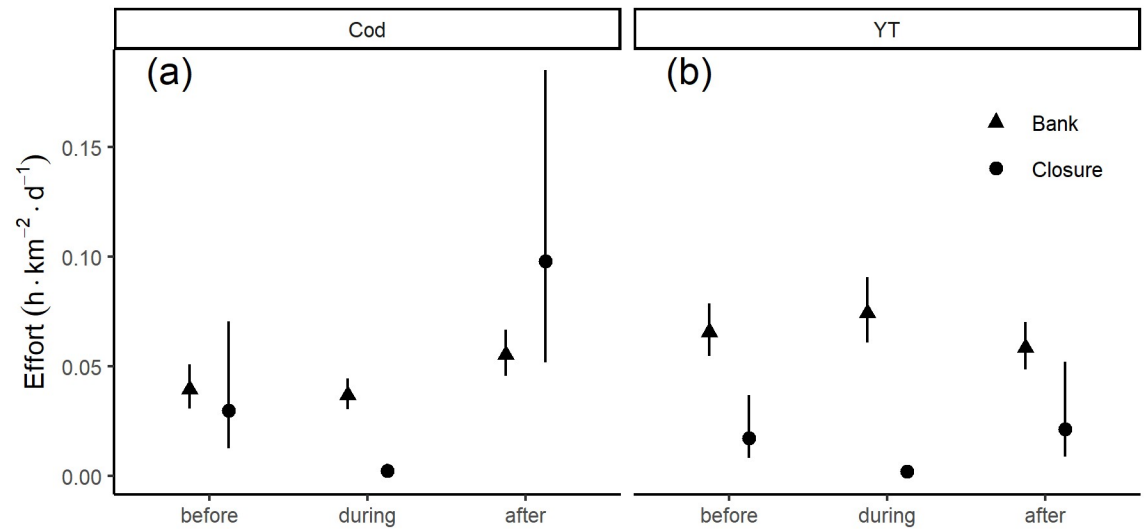 Cod
YT
(a)
(b)
Bank
Closure
Effort (h · km⁻² · d⁻¹)
0.15
0.10
0.05
0.00
before
during
after
before
during
after